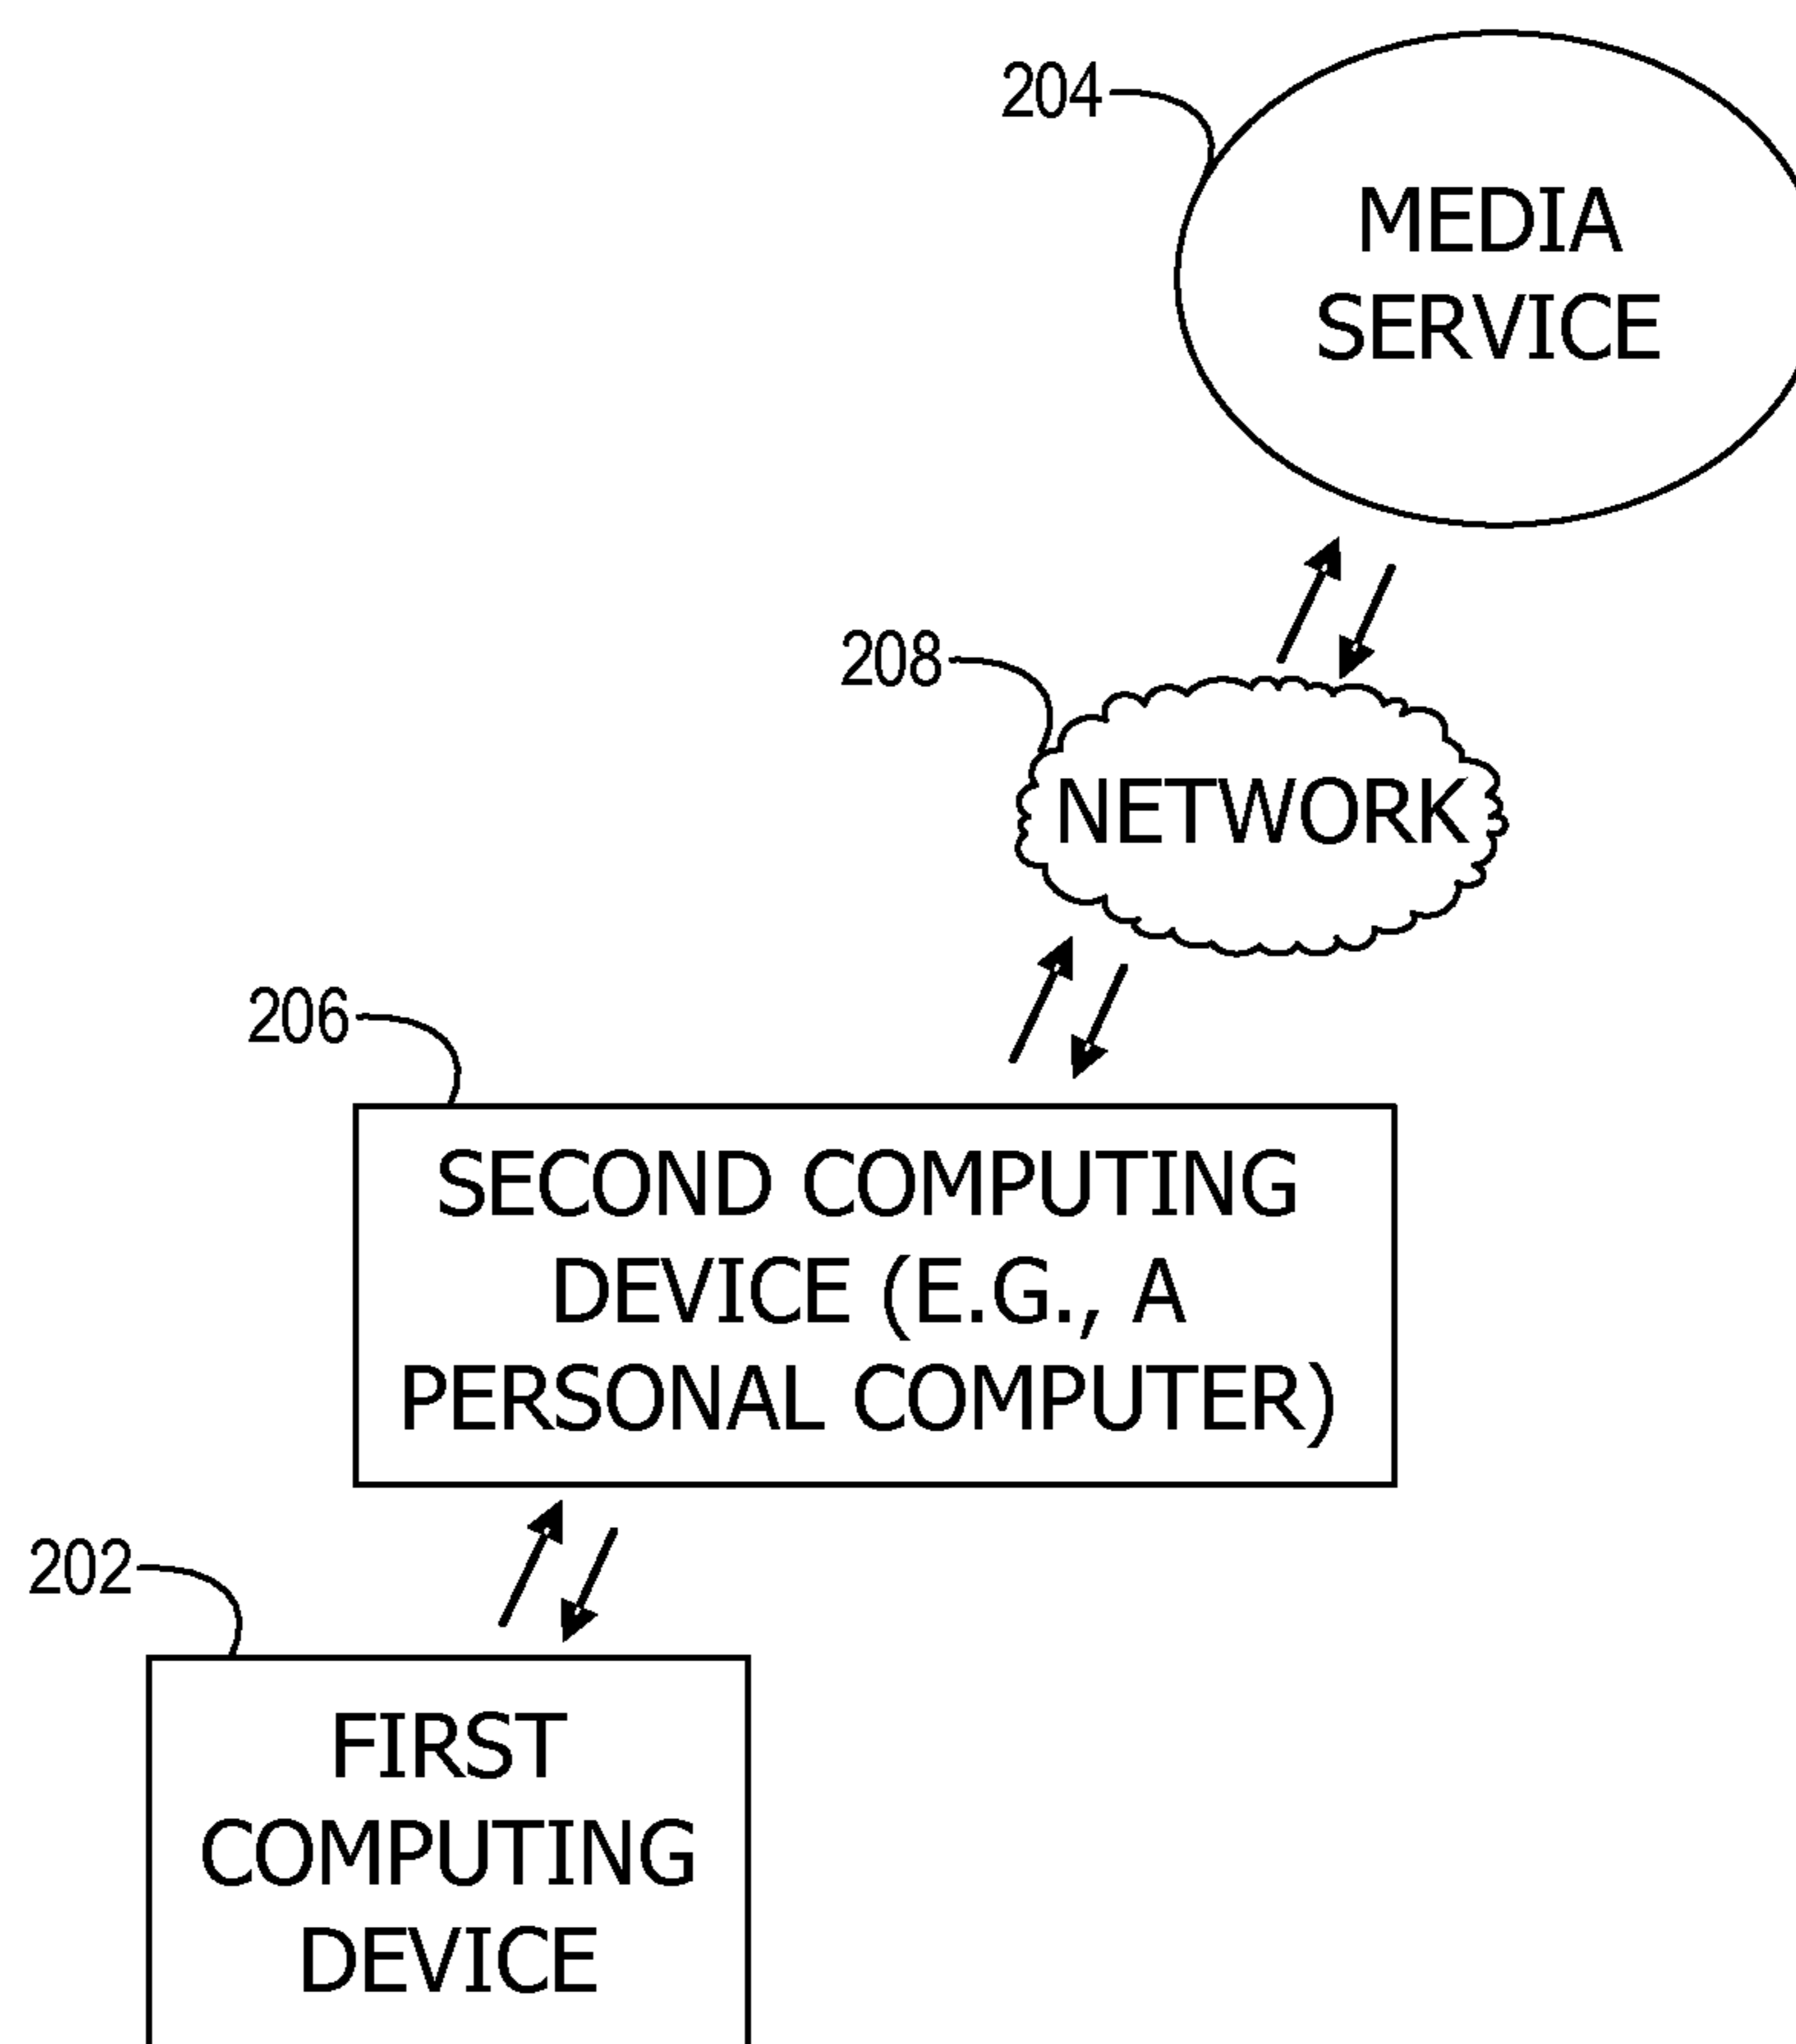 204
MEDIA
SERVICE
208
NETWORK
206
SECOND COMPUTING
DEVICE (E.G., A
PERSONAL COMPUTER)
202
FIRST
COMPUTING
DEVICE